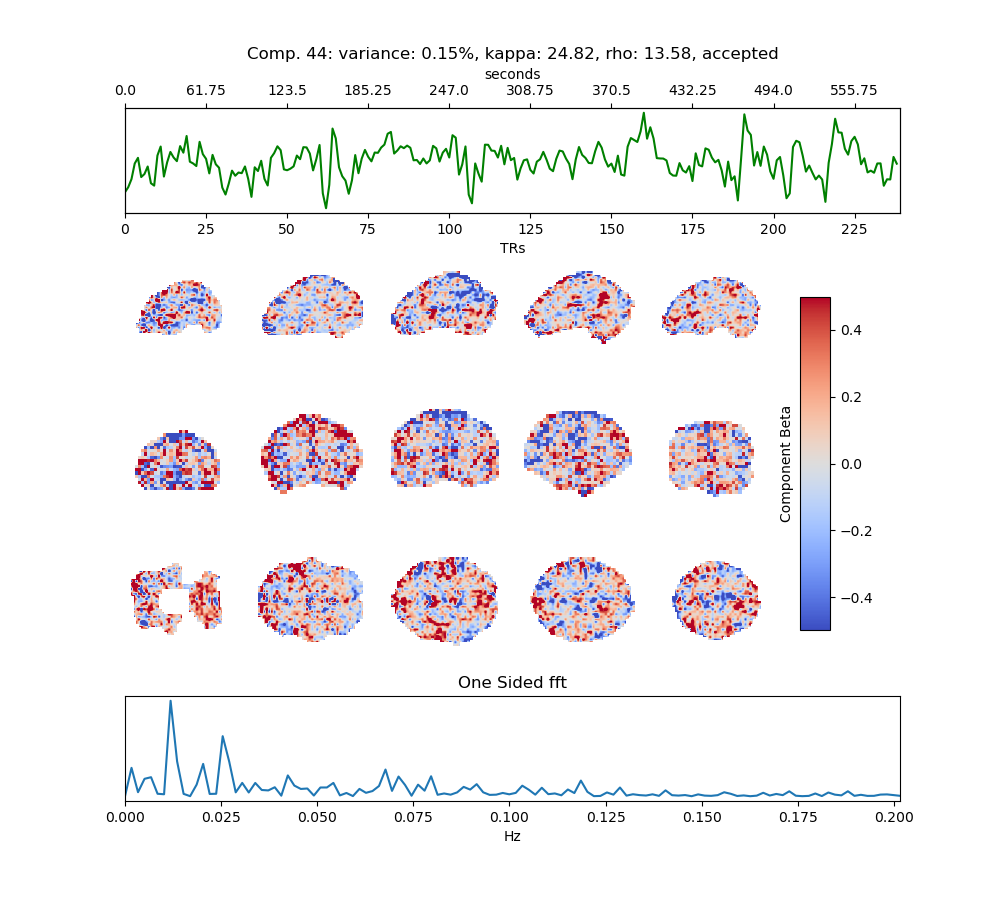 Comp. 44: variance: 0.15%, kappa: 24.82, rho: 13.58, accepted
seconds
0.0 61.75 123.5 185.25 247.0 308.75 370.5 432.25 494.0 555.75
0 25 50 75 100 125 150 175 200 225
TRs
0.4
0.2
0.0
−0.2
−0.4
Component Beta
One Sided fft
0.000 0.025 0.050 0.075 0.100 0.125 0.150 0.175 0.200
Hz